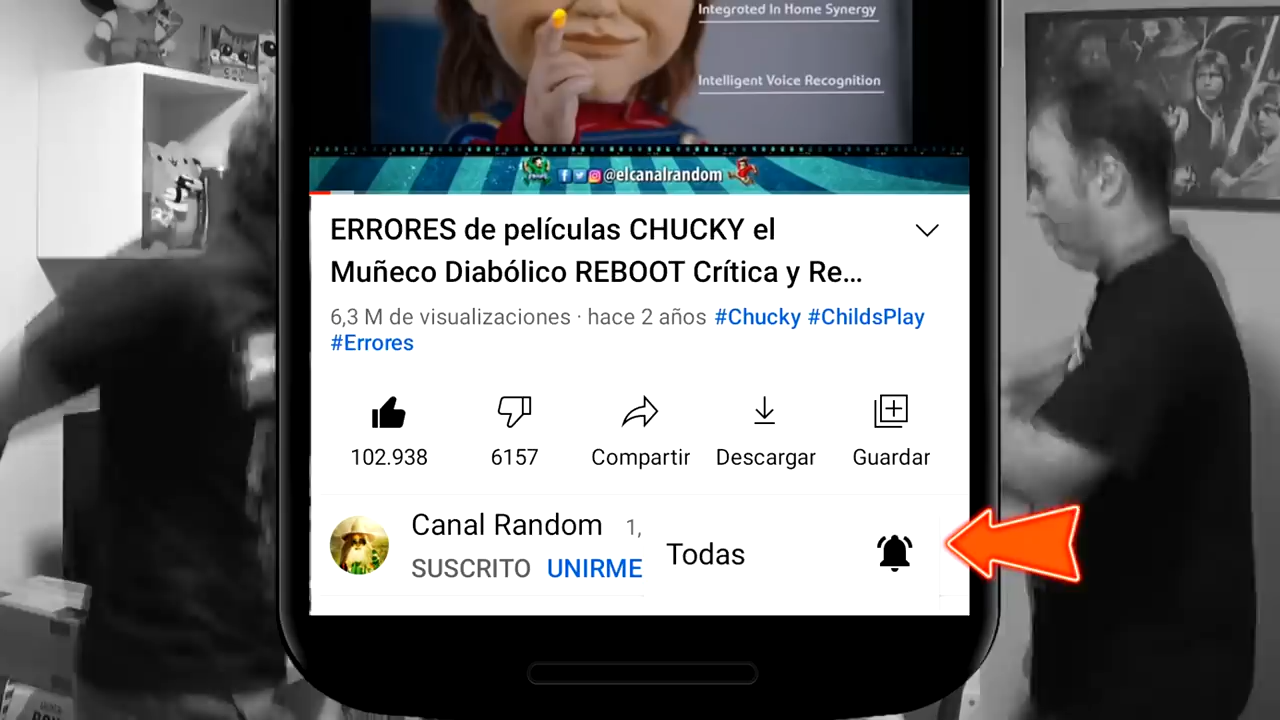 Integrated In Home Synergy
Intelligent Voice Recognition
@elcanalrandom
ERRORES de películas CHUCKY el
Muñeco Diabólico REBOOT Crítica y Re...
6,3 M de visualizaciones · hace 2 años #Chucky #ChildsPlay
#Errores
102.938
6157
Compartir
Descargar
Guardar
Canal Random 1,
SUSCRITO UNIRME
Todas